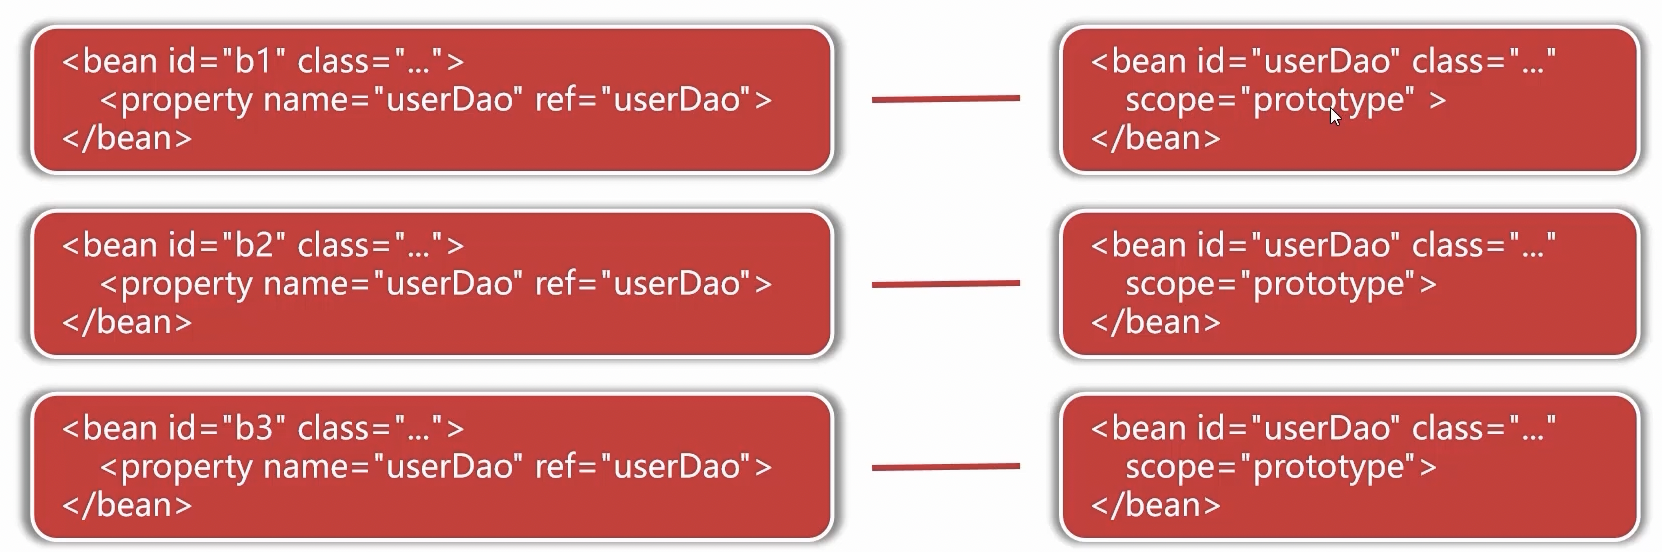 <bean id="b1" class="...">
<property name="userDao" ref="userDao">
</bean>
<bean id="userDao" class="..."
scope="prototype" >
</bean>
<bean id="b2" class="...">
<property name="userDao" ref="userDao">
</bean>
<bean id="userDao" class="..."
scope="prototype">
</bean>
<bean id="b3" class="...">
<property name="userDao" ref="userDao">
</bean>
<bean id="userDao" class="..."
scope="prototype">
</bean>